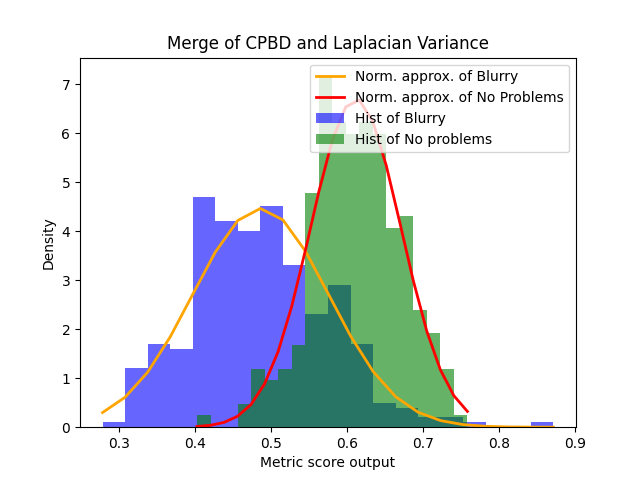 Merge of CPBD and Laplacian Variance
Norm. approx. of Blurry
Norm. approx. of No Problems
Hist of Blurry
Hist of No problems
Density
7
6
5
4
3
2
1
0
0.3 0.4 0.5 0.6 0.7 0.8 0.9
Metric score output